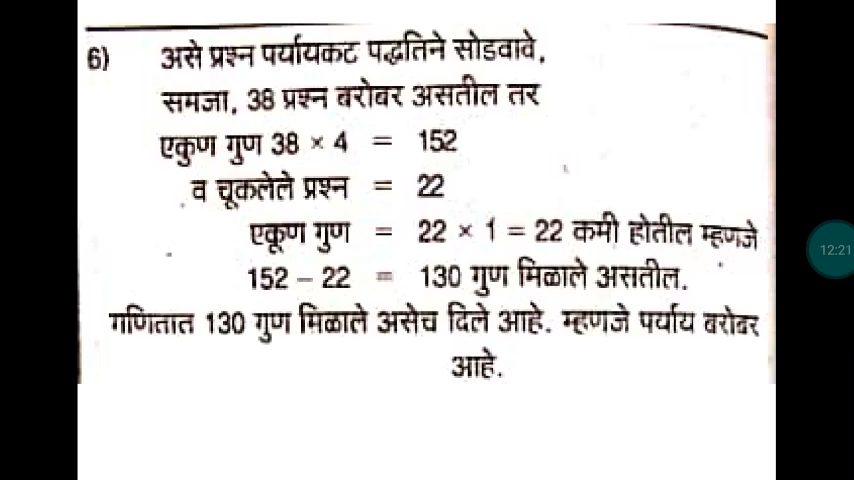 6) असे प्रश्न पर्यायकट पद्धतिने सोडवावे,
समजा, 38 प्रश्न बरोबर असतील तर
एकुण गुण 38 × 4 = 152
व चूकलेले प्रश्न = 22
एकूण गुण = 22 × 1 = 22 कमी होतील म्हणजे
152 – 22 = 130 गुण मिळाले असतील.
गणितात 130 गुण मिळाले असेच दिले आहे. म्हणजे पर्याय बरोबर
आहे.
12:21